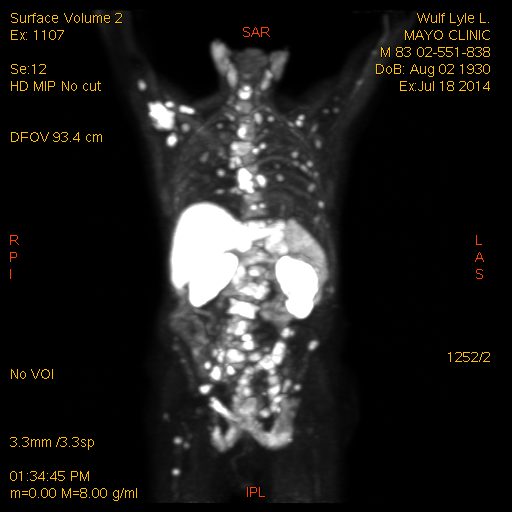 Surface Volume 2
Ex: 1107
Se:12
HD MIP No cut
DFOV 93.4 cm
SAR
Wulf Lyle L.
MAYO CLINIC
M 83 02-551-838
DoB: Aug 02 1930
Ex:Jul 18 2014
R
P
I
L
A
S
1252/2
No VOI
3.3mm /3.3sp
01:34:45 PM
m=0.00 M=8.00 g/ml
IPL